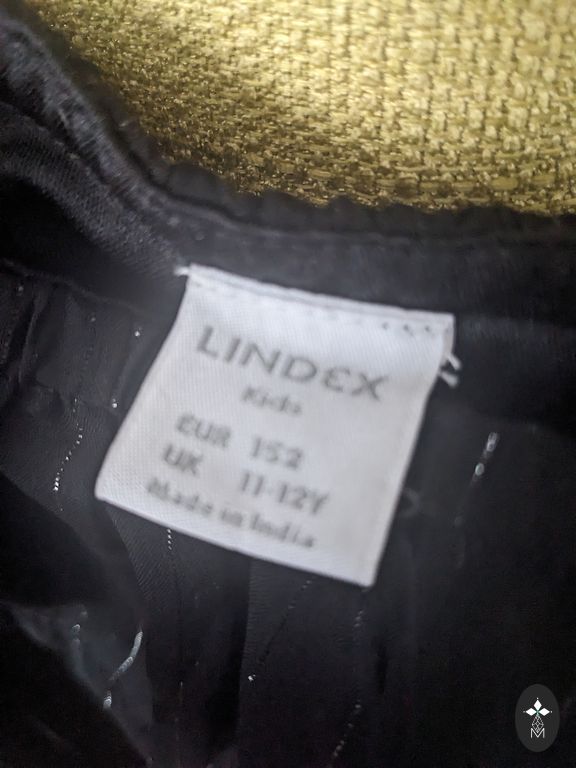 LINDEX
Kids
EUR 152
UK 11-12Y
Made in India
M